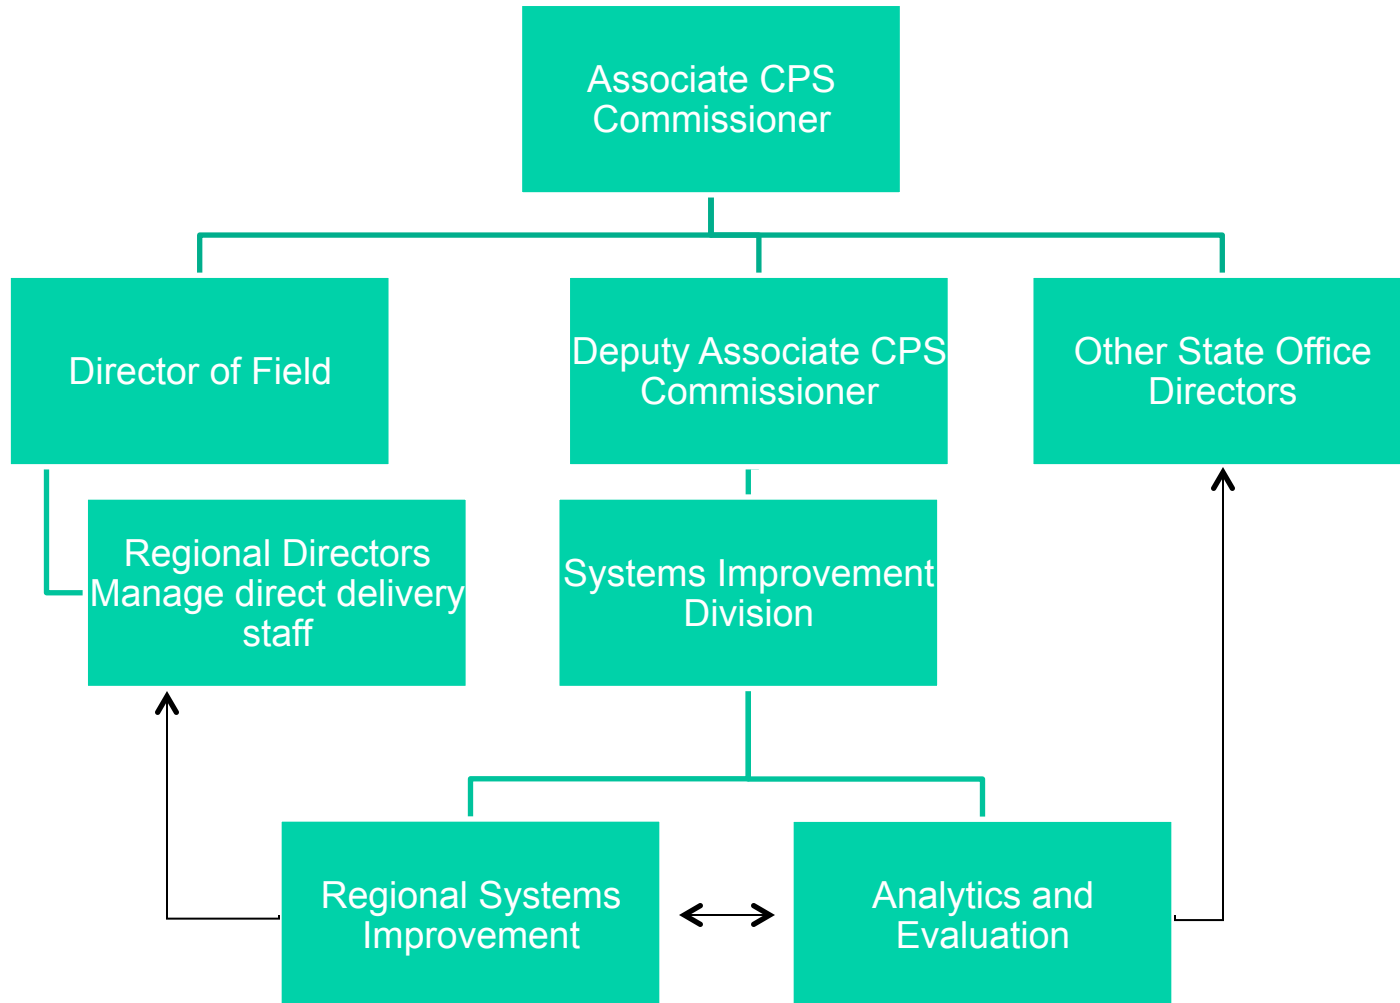 Associate CPS
Commissioner
Director of Field
Deputy Associate CPS
Commissioner
Other State Office
Directors
Regional Directors
Manage direct delivery
staff
Systems Improvement
Division
Regional Systems
Improvement
Analytics and
Evaluation